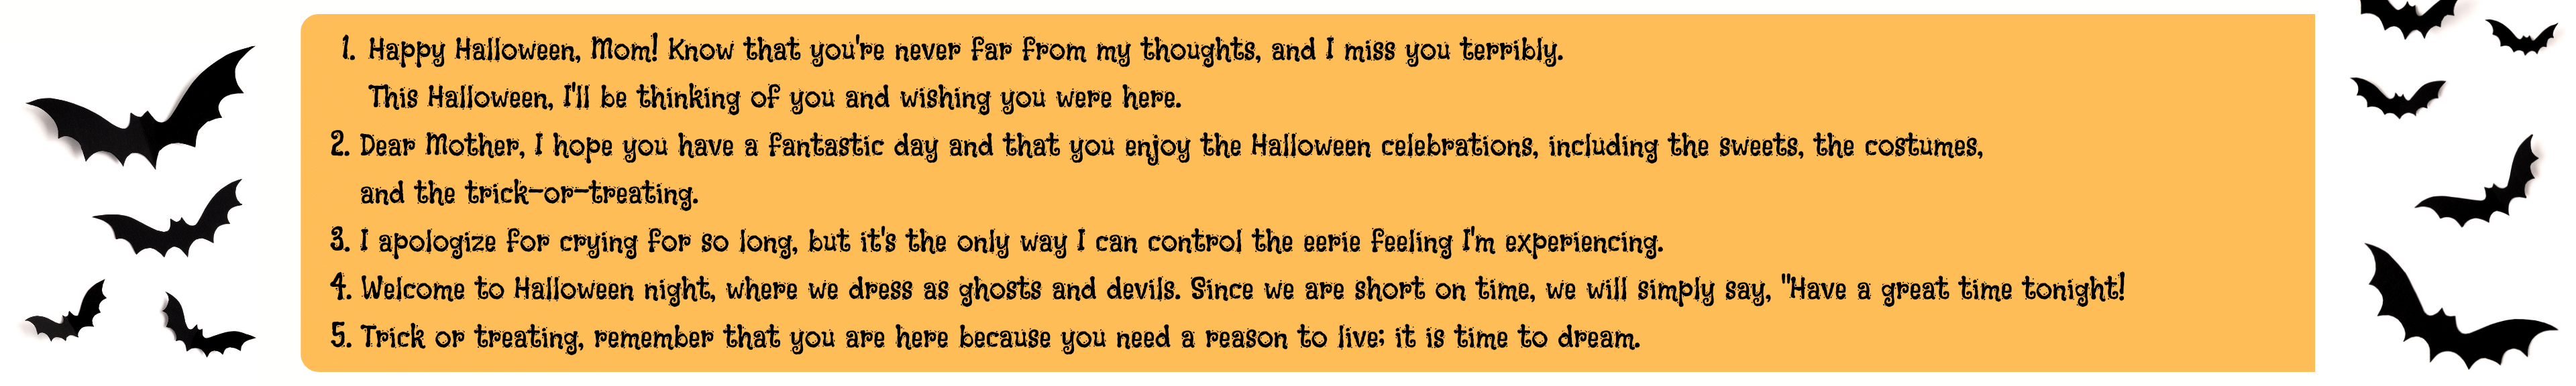 1. Happy Halloween, Mom! Know that you're never far from my thoughts, and I miss you terribly.
This Halloween, I'll be thinking of you and wishing you were here.
2. Dear Mother, I hope you have a fantastic day and that you enjoy the Halloween celebrations, including the sweets, the costumes,
and the trick-or-treating.
3. I apologize for crying for so long, but it's the only way I can control the eerie feeling I'm experiencing.
4. Welcome to Halloween night, where we dress as ghosts and devils. Since we are short on time, we will simply say, "Have a great time tonight!
5. Trick or treating, remember that you are here because you need a reason to live; it is time to dream.